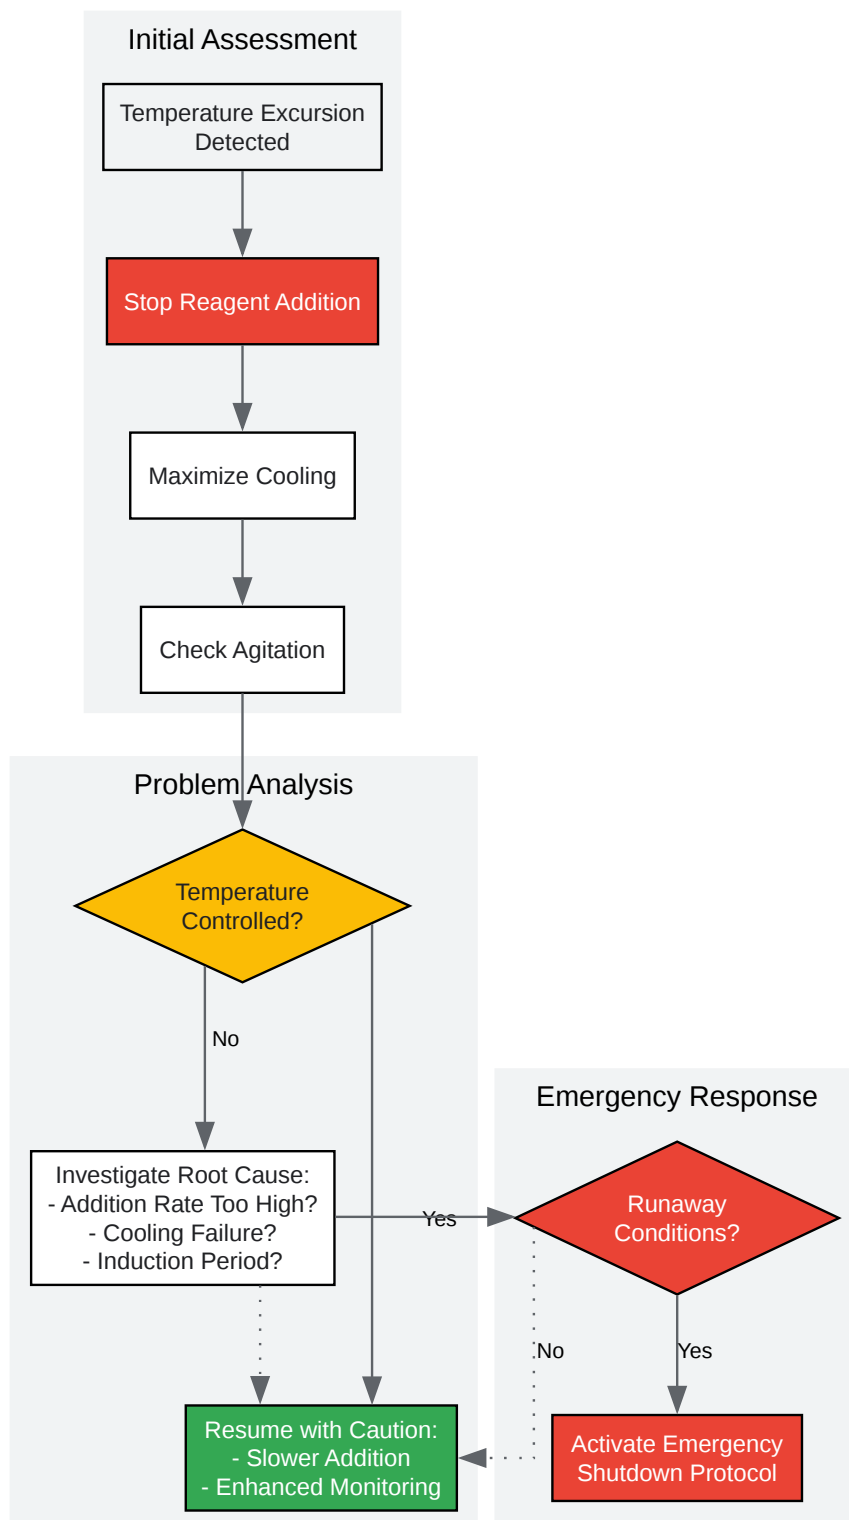 Initial Assessment
Temperature Excursion
Detected
Stop Reagent Addition
Maximize Cooling
Check Agitation
Problem Analysis
Temperature
Controlled?
No
Investigate Root Cause:
- Addition Rate Too High?
- Cooling Failure?
- Induction Period?
Yes
Emergency Response
Runaway
Conditions?
No
Yes
Resume with Caution:
- Slower Addition
- Enhanced Monitoring
Activate Emergency
Shutdown Protocol